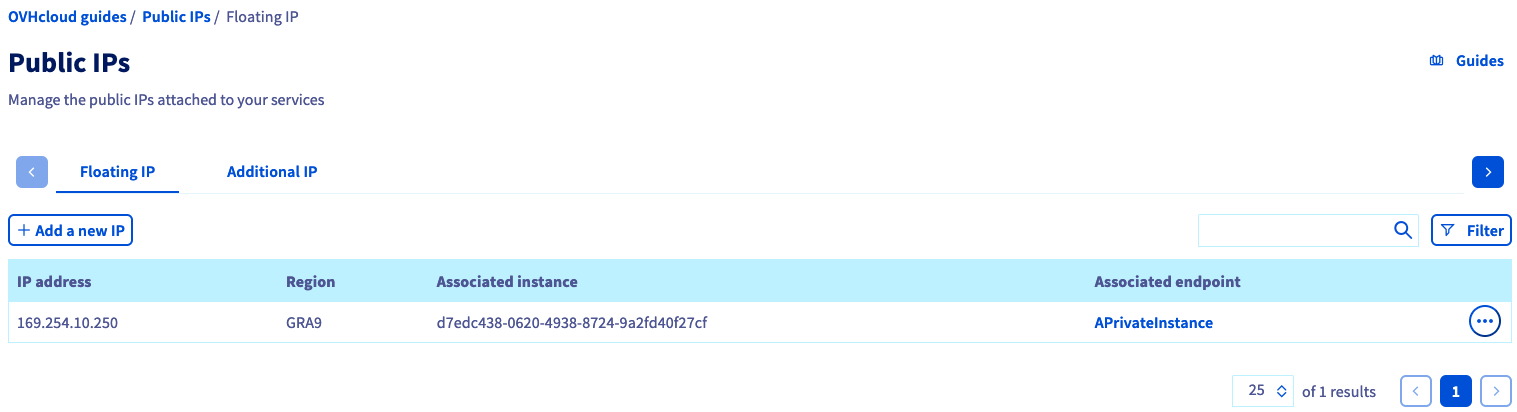 OVHcloud guides / Public IPs / Floating IP
Public IPs
Guides
Manage the public IPs attached to your services
Floating IP Additional IP
+ Add a new IP
Filter
IP address Region Associated instance Associated endpoint
169.254.10.250 GRA9 d7edc438-0620-4938-8724-9a2fd40f27cf APrivateInstance
25 of 1 results 1